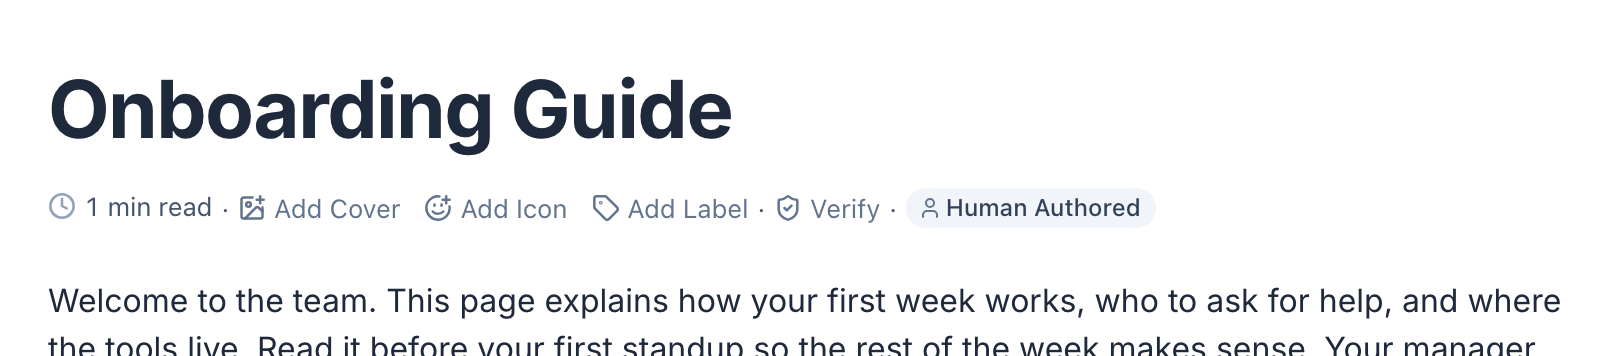 Onboarding Guide
1 min read · Add Cover Add Icon Add Label · Verify · Human Authored
Welcome to the team. This page explains how your first week works, who to ask for help, and where
the tools live. Read it before your first standup so the rest of the week makes sense. Your manager